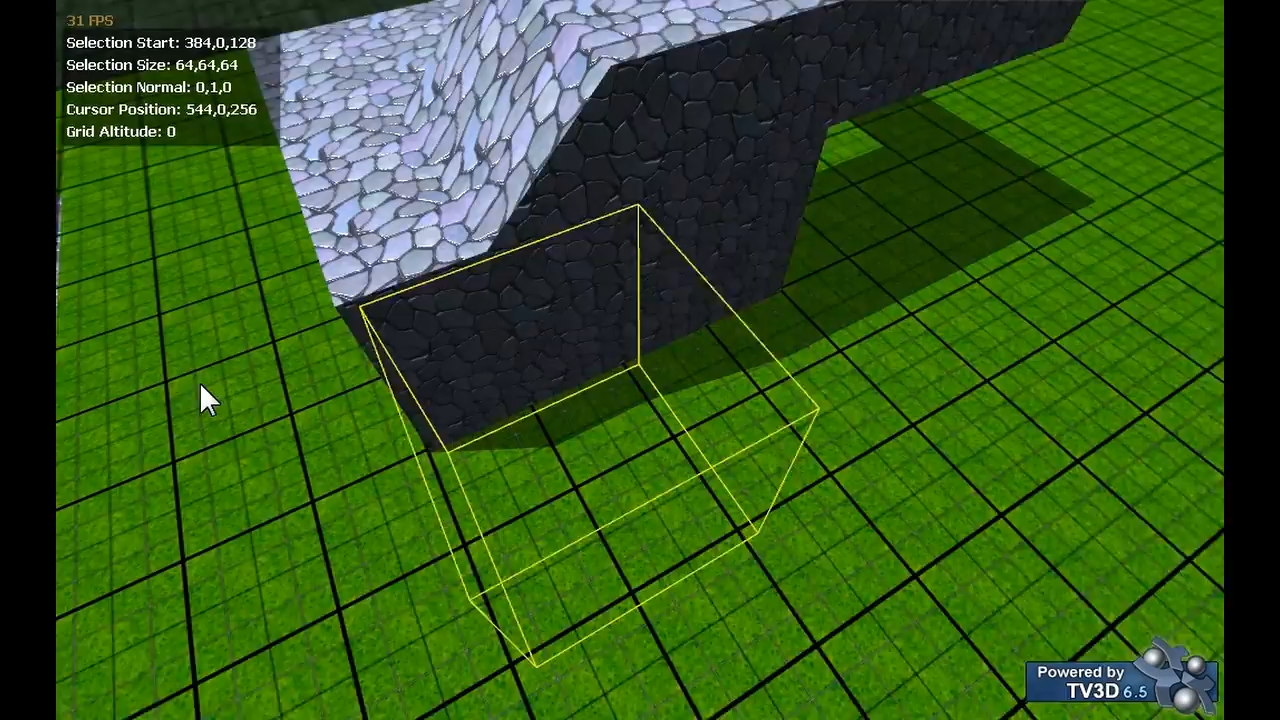 31 FPS
Selection Start: 384,0,128
Selection Size: 64,64,64
Selection Normal: 0,1,0
Cursor Position: 544,0,256
Grid Altitude: 0
Powered by
TV3D 6.5